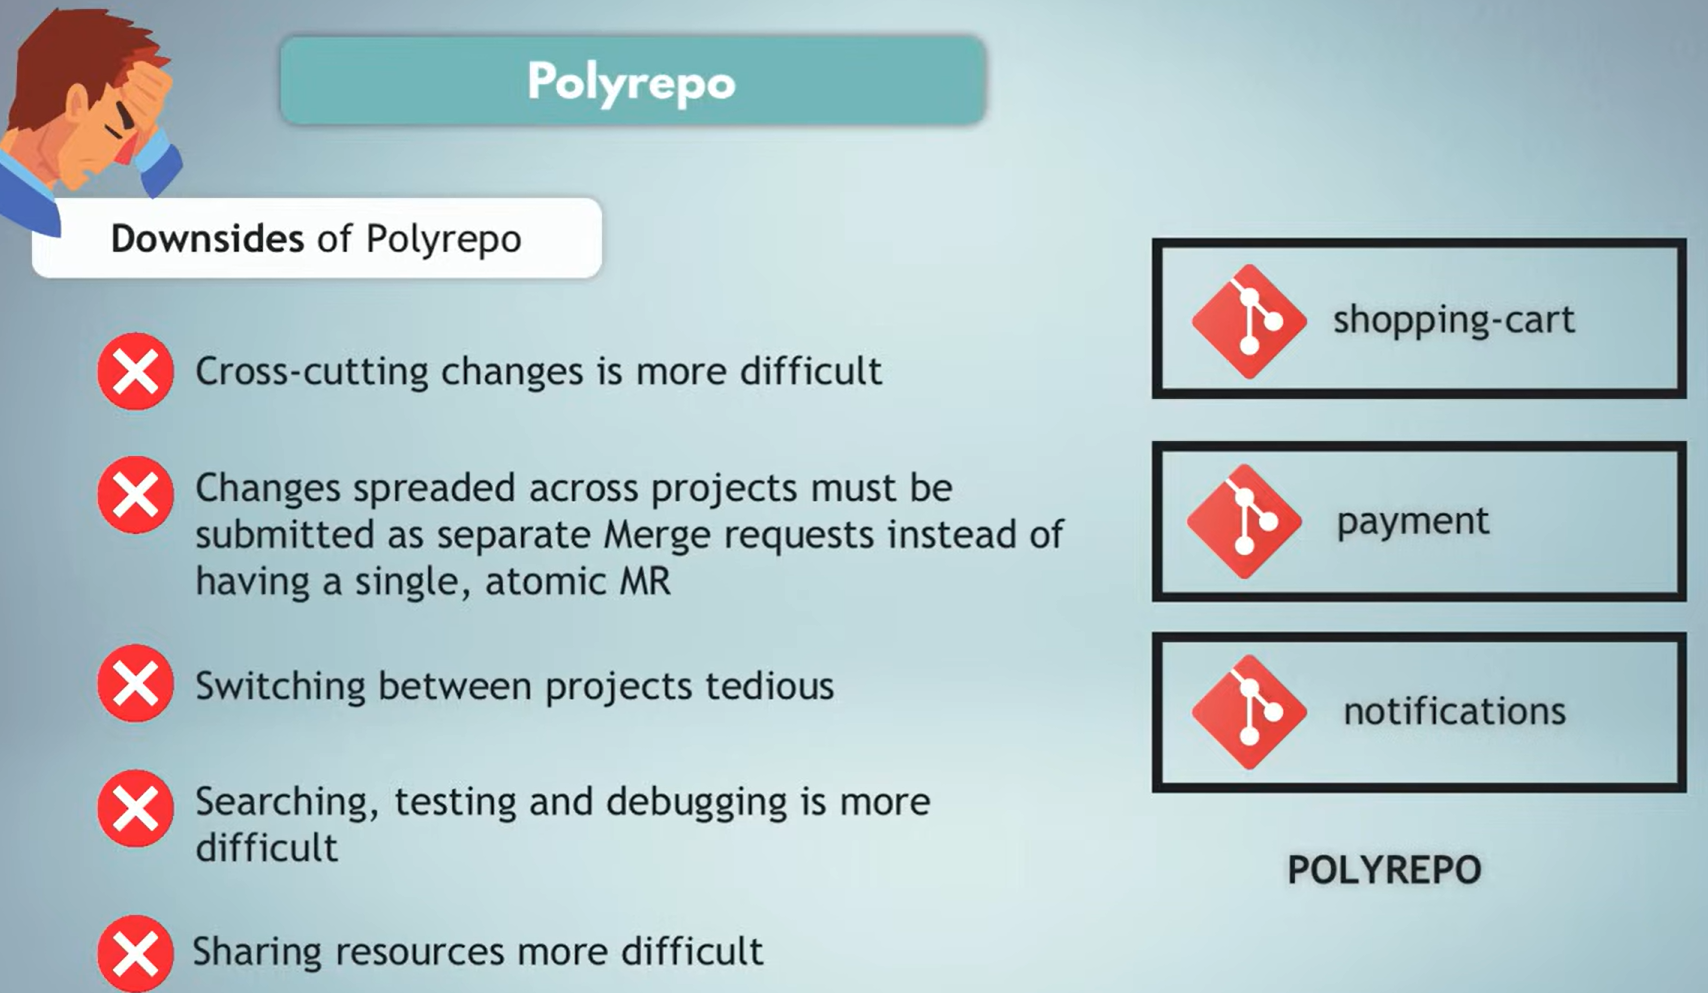 Polyrepo
Downsides of Polyrepo
Cross-cutting changes is more difficult
Changes spreaded across projects must be
submitted as separate Merge requests instead of
having a single, atomic MR
Switching between projects tedious
Searching, testing and debugging is more
difficult
Sharing resources more difficult
shopping-cart
payment
notifications
POLYREPO